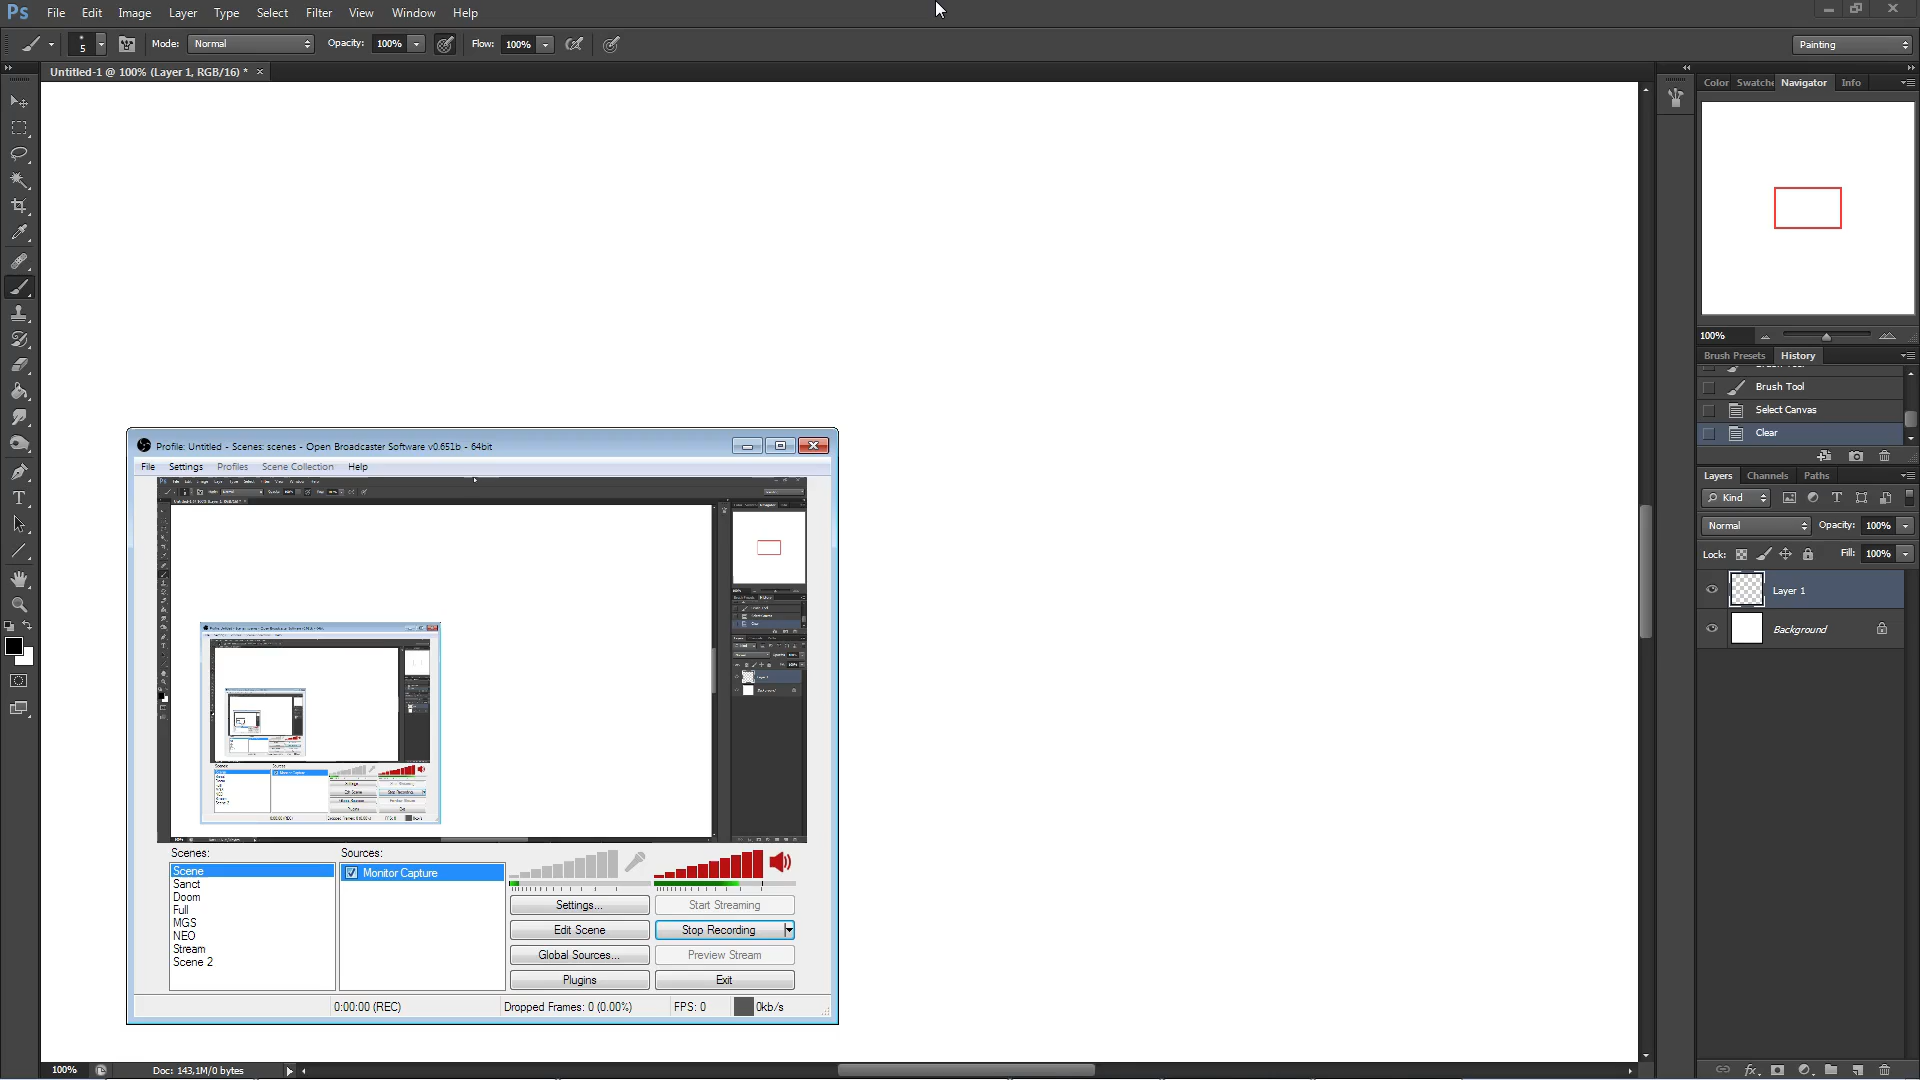 Ps File Edit Image Layer Type Select Filter View Window Help
5 Mode: Normal Opacity: 100% Flow: 100% Painting
Untitled-1 @ 100% (Layer 1, RGB/16) * ×
Color Swatche Navigator Info
100%
Brush Presets History
Brush Tool
Brush Tool
Select Canvas
Clear
Layers Channels Paths
Kind
Normal Opacity: 100%
Lock: Fill: 100%
Layer 1
Background
Profile: Untitled - Scenes: scenes - Open Broadcaster Software v0.651b - 64bit
File Settings Profiles Scene Collection Help
Scenes: Sources:
Scene
Sanct
Doom
Full
MGS
NEO
Stream
Scene 2
Monitor Capture
Settings... Start Streaming
Edit Scene Stop Recording
Global Sources... Preview Stream
Plugins Exit
0:00:00 (REC) Dropped Frames: 0 (0.00%) FPS: 0 0kb/s
100% Doc: 143,1M/0 bytes